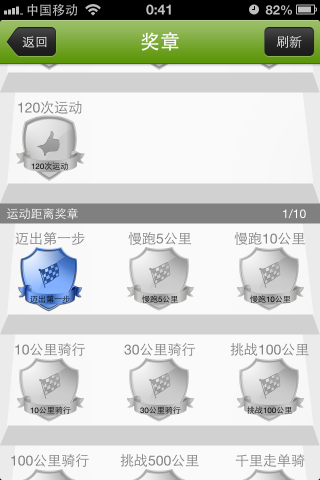 中国移动 0:41 82%
返回 奖章 刷新
120次运动
120次运动
运动距离奖章 1/10
迈出第一步 慢跑5公里 慢跑10公里
迈出第一步 慢跑5公里 慢跑10公里
10公里骑行 30公里骑行 挑战100公里
10公里骑行 30公里骑行 挑战100公里
100公里骑行 挑战500公里 千里走单骑